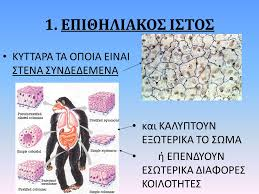 1. ΕΠΙΘΗΛΙΑΚΟΣ ΙΣΤΟΣ
• ΚΥΤΤΑΡΑ ΤΑ ΟΠΟΙΑ ΕΙΝΑΙ
ΣΤΕΝΑ ΣΥΝΔΕΔΕΜΕΝΑ
• και ΚΑΛΥΠΤΟΥΝ
ΕΞΩΤΕΡΙΚΑ ΤΟ ΣΩΜΑ
• ή ΕΠΕΝΔΥΟΥΝ
ΕΣΩΤΕΡΙΚΑ ΔΙΑΦΟΡΕΣ
ΚΟΙΛΟΤΗΤΕΣ